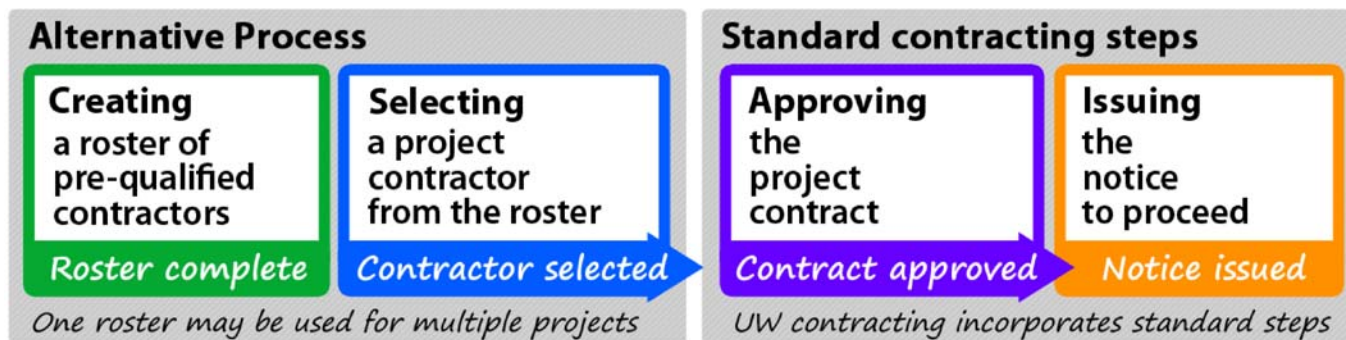 Alternative Process
Creating
a roster of
pre-qualified
contractors
Roster complete
Selecting
a project
contractor
from the roster
Contractor selected
One roster may be used for multiple projects
Standard contracting steps
Approving
the
project
contract
Contract approved
Issuing
the
notice
to proceed
Notice issued
UW contracting incorporates standard steps